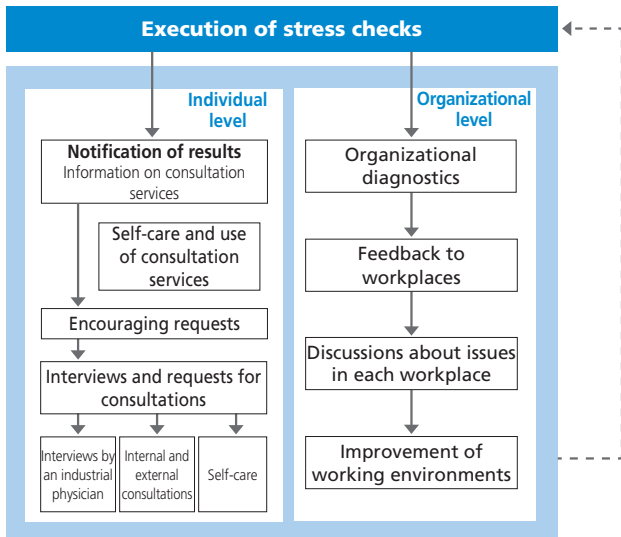 Execution of stress checks
Individual
level
Notification of results
Information on consultation
services
Self-care and use
of consultation
services
Encouraging requests
Interviews and requests for
consultations
Interviews by
an industrial
physician
Internal and
external
consultations
Self-care
Organizational
level
Organizational
diagnostics
Feedback to
workplaces
Discussions about issues
in each workplace
Improvement of
working environments